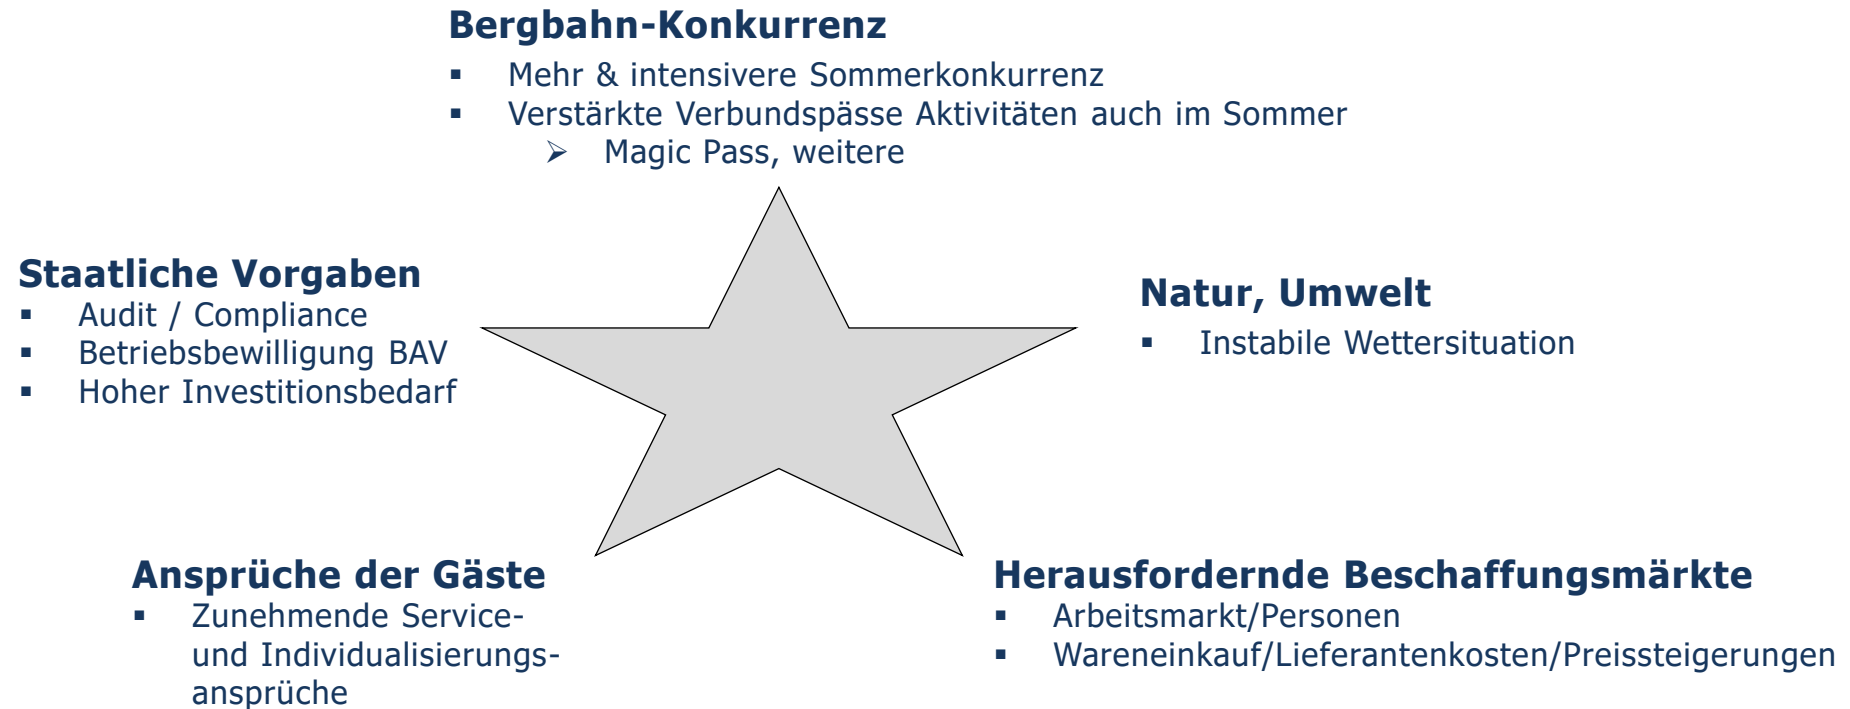 Bergbahn-Konkurrenz
▪ Mehr & intensivere Sommerkonkurrenz
▪ Verstärkte Verbundspässe Aktivitäten auch im Sommer
➢ Magic Pass, weitere
Staatliche Vorgaben
▪ Audit / Compliance
▪ Betriebsbewilligung BAV
▪ Hoher Investitionsbedarf
Natur, Umwelt
▪ Instabile Wettersituation
Ansprüche der Gäste
▪ Zunehmende Service-
und Individualisierungs-
ansprüche
Herausfordernde Beschaffungsmärkte
▪ Arbeitsmarkt/Personen
▪ Wareneinkauf/Lieferantenkosten/Preissteigerungen